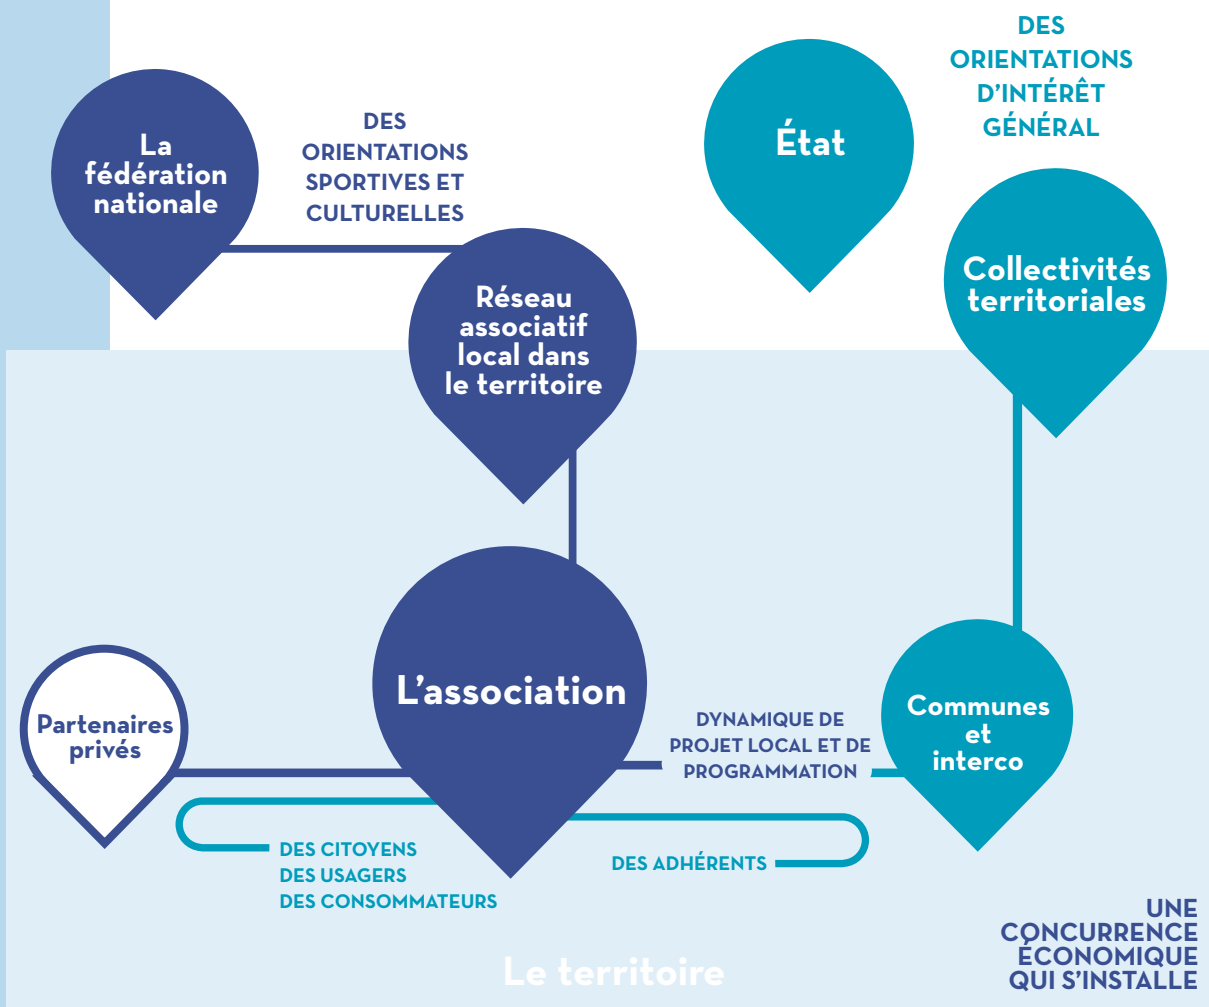 DES
ORIENTATIONS
D'INTÉRÊT
GÉNÉRAL
État
La
fédération
nationale
DES
ORIENTATIONS
SPORTIVES ET
CULTURELLES
Collectivités
territoriales
Réseau
associatif
local dans
le territoire
L'association
Partenaires
privés
DYNAMIQUE DE
PROJET LOCAL ET DE
PROGRAMMATION
Communes
et
interco
DES CITOYENS
DES USAGERS
DES CONSOMMATEURS
DES ADHÉRENTS
UNE
CONCURRENCE
ÉCONOMIQUE
QUI S'INSTALLE
Le territoire